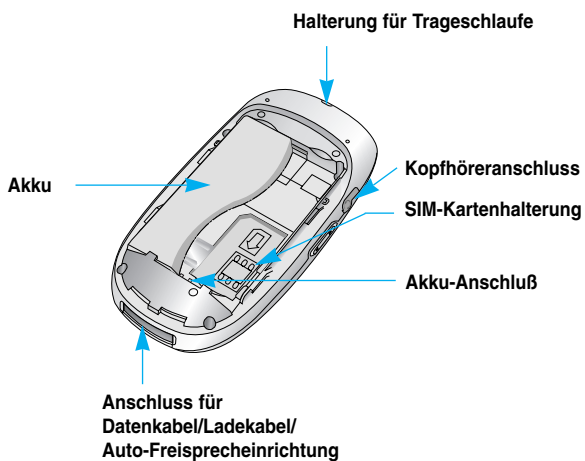 Halterung für Trageschlaufe
Kopfhöreranschluss
Akku
SIM-Kartenhalterung
Akku-Anschluß
Anschluss für
Datenkabel/Ladekabel/
Auto-Freisprecheinrichtung